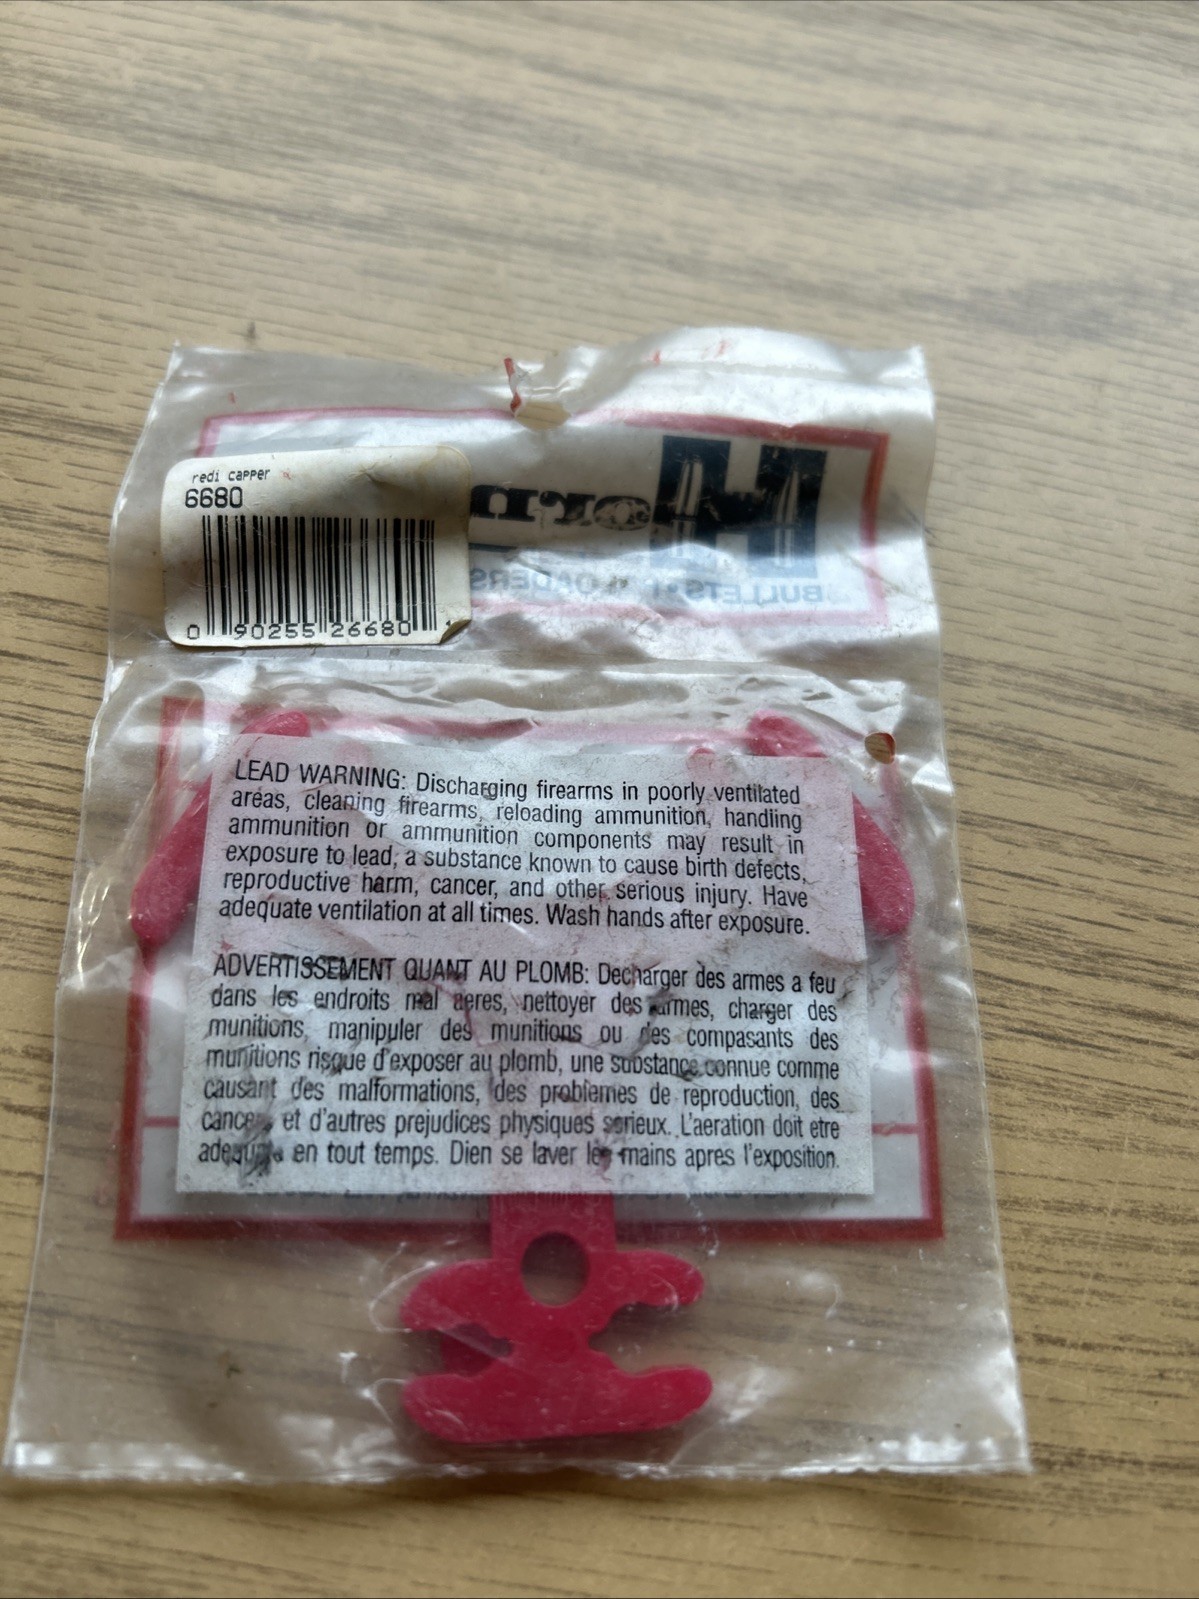 redi capper
6680
0 90255 26680
BULLETS
LEAD WARNING: Discharging firearms in poorly ventilated
areas, cleaning firearms, reloading ammunition, handling
ammunition or ammunition components may result in
exposure to lead, a substance known to cause birth defects,
reproductive harm, cancer, and other serious injury. Have
adequate ventilation at all times. Wash hands after exposure.
ADVERTISSEMENT QUANT AU PLOMB: Decharger des armes a feu
dans les endroits mal aeres, nettoyer des armes, charger des
munitions, manipuler des munitions ou des compasants des
munitions risque d'exposer au plomb, une substance connue comme
causant des malformations, des problemes de reproduction, des
cancers, et d'autres prejudices physiques serieux. L'aeration doit etre
adequate en tout temps. Dien se laver les mains apres l'exposition.